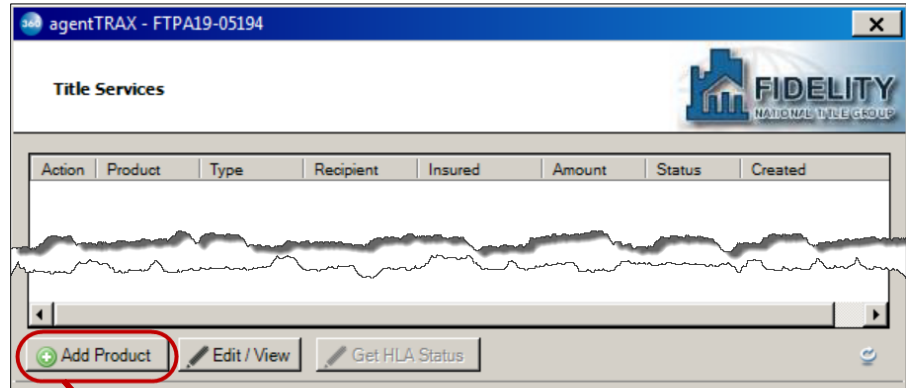 360 agentTRAX - FTPA19-05194
Title Services
FIDELITY
NATIONAL TITLE GROUP
Action Product Type Recipient Insured Amount Status Created
Add Product Edit / View Get HLA Status